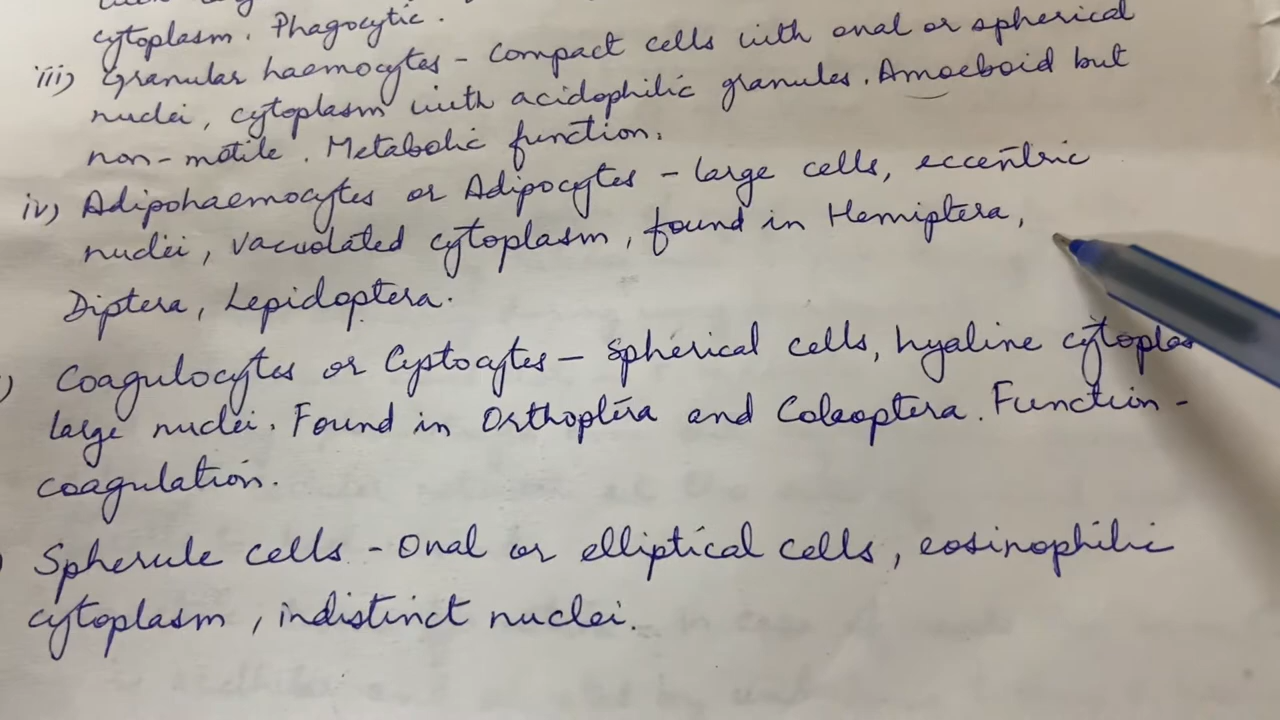 cytoplasm. Phagocytic.
iii) Granular haemocytes - Compact cells with oval or spherical
nuclei, cytoplasm with acidophilic granules. Amoeboid but
non-motile. Metabolic function.
iv) Adipohaemocytes or Adipocytes - large cells, eccentric
nuclei, vacuolated cytoplasm, found in Hemiptera,
Diptera, Lepidoptera.
) Coagulocytes or Cystocytes - Spherical cells, hyaline cytoplas
large nuclei. Found in Orthoptera and Coleoptera. Function -
coagulation.
) Spherule cells - Oval or elliptical cells, eosinophilic
cytoplasm, indistinct nuclei.